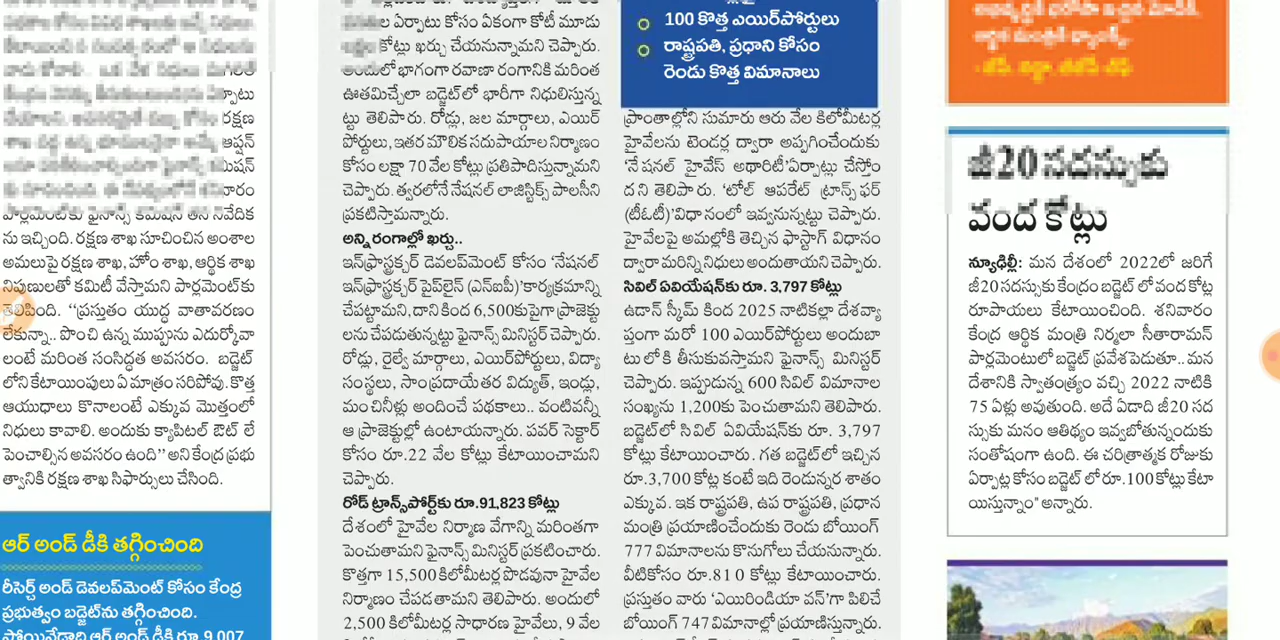 రక్షణ
ఆప్షన్
పార్లమెంట్‌కు ఫైనాన్స్ కమిషన్ తన నివేదిక
ను ఇచ్చింది. రక్షణ శాఖ సూచించిన అంశాల
అమలుపై రక్షణ శాఖ, హోం శాఖ, ఆర్థిక శాఖ
నిపుణులతో కమిటీ వేస్తామని పార్లమెంట్‌కు
తెలిపింది. ‘‘ప్రస్తుతం యుద్ధ వాతావరణం
లేకున్నా.. పొంచి ఉన్న ముప్పును ఎదుర్కోవా
లంటే మరింత సంసిద్ధత అవసరం. బడ్జెట్
లోని కేటాయింపులు ఏ మాత్రం సరిపోవు. కొత్త
ఆయుధాలు కొనాలంటే ఎక్కువ మొత్తంలో
నిధులు కావాలి. అందుకు క్యాపిటల్ ఔట్ లే
పెంచాల్సిన అవసరం ఉంది’’ అని కేంద్ర ప్రభు
త్వానికి రక్షణ శాఖ సిఫార్సులు చేసింది.
ఆర్ అండ్ డీకి తగ్గించింది
రీసెర్చ్ అండ్ డెవలప్‌మెంట్ కోసం కేంద్ర
ప్రభుత్వం బడ్జెట్‌ను తగ్గించింది.
పోయినేడాది ఆర్ అండ్ డీకి రూ.9,007
ఏర్పాటు కోసం ఏకంగా కోటీ మూడు
కోట్లు ఖర్చు చేయనున్నామని చెప్పారు.
అందులో భాగంగా రవాణా రంగానికి మరింత
ఊతమిచ్చేలా బడ్జెట్‌లో భారీగా నిధులిస్తున్న
ట్టు తెలిపారు. రోడ్లు, జల మార్గాలు, ఎయిర్
పోర్టులు, ఇతర మౌలిక సదుపాయాల నిర్మాణం
కోసం లక్షా 70 వేల కోట్లు ప్రతిపాదిస్తున్నామని
చెప్పారు. త్వరలోనే నేషనల్ లాజిస్టిక్స్ పాలసీని
ప్రకటిస్తామన్నారు.
అన్ని రంగాల్లో ఖర్చు..
ఇన్‌ఫ్రాస్ట్రక్చర్ డెవలప్‌మెంట్ కోసం ‘నేషనల్
ఇన్‌ఫ్రాస్ట్రక్చర్ పైప్‌లైన్ (ఎన్ఐపీ)’కార్యక్రమాన్ని
చేపట్టామని, దాని కింద 6,500కుపైగా ప్రాజెక్టు
లను చేపడుతున్నట్టు ఫైనాన్స్ మినిస్టర్ చెప్పారు.
రోడ్లు, రైల్వే మార్గాలు, ఎయిర్‌పోర్టులు, విద్యా
సంస్థలు, సాంప్రదాయేతర విద్యుత్, ఇండ్లు,
మంచినీళ్లు అందించే పథకాలు.. వంటివన్నీ
ఆ ప్రాజెక్టుల్లో ఉంటాయన్నారు. పవర్ సెక్టార్
కోసం రూ.22 వేల కోట్లు కేటాయించామని
చెప్పారు.
రోడ్ ట్రాన్స్‌పోర్ట్‌కు రూ.91,823 కోట్లు
దేశంలో హైవేల నిర్మాణ వేగాన్ని మరింతగా
పెంచుతామని ఫైనాన్స్ మినిస్టర్ ప్రకటించారు.
కొత్తగా 15,500 కిలోమీటర్ల పొడవునా హైవేల
నిర్మాణం చేపడతామని తెలిపారు. అందులో
2,500 కిలోమీటర్ల సాధారణ హైవేలు, 9 వేల
100 కొత్త ఎయిర్‌పోర్టులు
రాష్ట్రపతి, ప్రధాని కోసం
రెండు కొత్త విమానాలు
ప్రాంతాల్లోని సుమారు ఆరు వేల కిలోమీటర్ల
హైవేలను టెండర్ల ద్వారా అప్పగించేందుకు
‘నేషనల్ హైవేస్ అథారిటీ’ఏర్పాట్లు చేస్తోం
దని తెలిపారు. ‘టోల్ ఆపరేట్ ట్రాన్స్‌ఫర్
(టీఓటీ)’విధానంలో ఇవ్వనున్నట్టు చెప్పారు.
హైవేలపై అమల్లోకి తెచ్చిన ఫాస్టాగ్ విధానం
ద్వారా మరిన్ని నిధులు అందుతాయని చెప్పారు.
సివిల్ ఏవియేషన్‌కు రూ. 3,797 కోట్లు
ఉడాన్ స్కీమ్ కింద 2025 నాటికల్లా దేశవ్యా
ప్తంగా మరో 100 ఎయిర్‌పోర్టులు అందుబా
టులోకి తీసుకువస్తామని ఫైనాన్స్ మినిస్టర్
చెప్పారు. ఇప్పుడున్న 600 సివిల్ విమానాల
సంఖ్యను 1,200కు పెంచుతామని తెలిపారు.
బడ్జెట్‌లో సివిల్ ఏవియేషన్‌కు రూ. 3,797
కోట్లు కేటాయించారు. గత బడ్జెట్‌లో ఇచ్చిన
రూ.3,700 కోట్ల కంటే ఇది రెండున్నర శాతం
ఎక్కువ. ఇక రాష్ట్రపతి, ఉప రాష్ట్రపతి, ప్రధాన
మంత్రి ప్రయాణించేందుకు రెండు బోయింగ్
777 విమానాలను కొనుగోలు చేయనున్నారు.
వీటికోసం రూ.810 కోట్లు కేటాయించారు.
ప్రస్తుతం వారు ‘ఎయిరిండియా వన్’గా పిలిచే
బోయింగ్ 747 విమానాల్లో ప్రయాణిస్తున్నారు.
జీ20 సదస్సుకు
వంద కోట్లు
న్యూఢిల్లీ: మన దేశంలో 2022లో జరిగే
జీ20 సదస్సుకు కేంద్రం బడ్జెట్ లో వంద కోట్ల
రూపాయలు కేటాయించింది. శనివారం
కేంద్ర ఆర్థిక మంత్రి నిర్మలా సీతారామన్
పార్లమెంటులో బడ్జెట్ ప్రవేశపెడుతూ.. మన
దేశానికి స్వాతంత్ర్యం వచ్చి 2022 నాటికి
75 ఏళ్లు అవుతుంది. అదే ఏడాది జీ20 సద
స్సుకు మనం ఆతిథ్యం ఇవ్వబోతున్నందుకు
సంతోషంగా ఉంది. ఈ చరిత్రాత్మక రోజుకు
ఏర్పాట్ల కోసం బడ్జెట్ లో రూ.100 కోట్లు కేటా
యిస్తున్నాం" అన్నారు.